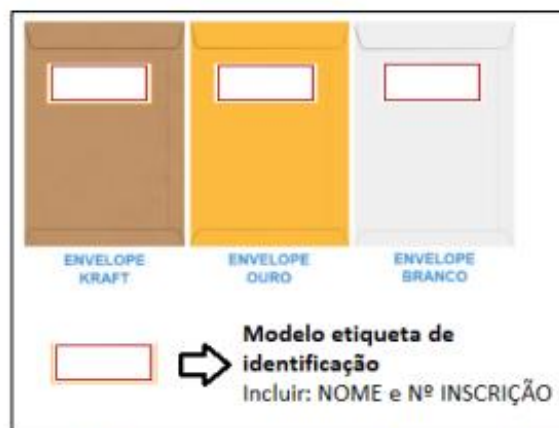 ENVELOPE
KRAFT
ENVELOPE
OURO
ENVELOPE
BRANCO
Modelo etiqueta de
identificação
Incluir: NOME e Nº INSCRIÇÃO